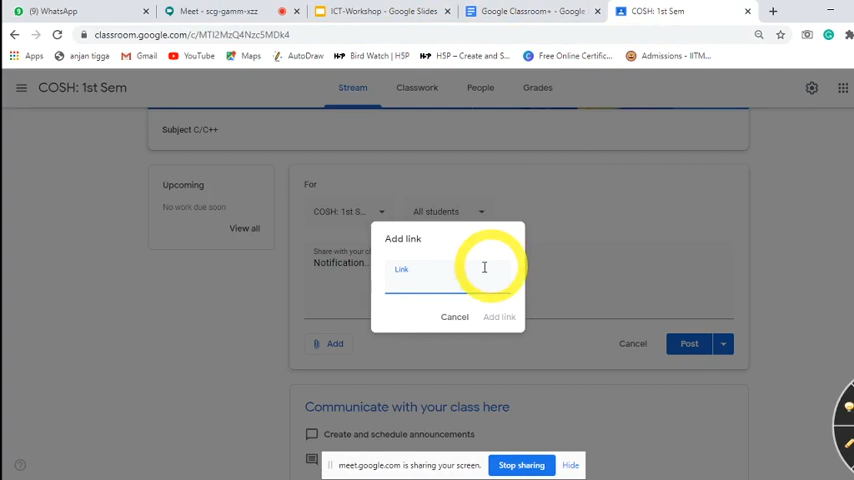 WhatsApp
Meet - scg-gamm-xzz
ICT-Workshop - Google Slides
Google Classroom+ - Google
COSH: 1st Sem
classroom.google.com/c/MTI2MzQ4Nzc5MDk4
Apps
anjan tigga
Gmail
YouTube
Maps
AutoDraw
Bird Watch | H5P
H5P – Create and S...
Free Online Certific...
Admissions - IITM...
COSH: 1st Sem
Stream
Classwork
People
Grades
Subject C/C++
Upcoming
No work due soon
View all
For
COSH: 1st S...
All students
Share with your cl
Notification..
Add link
Link
Cancel
Add link
Add
Cancel
Post
Communicate with your class here
Create and schedule announcements
meet.google.com is sharing your screen.
Stop sharing
Hide